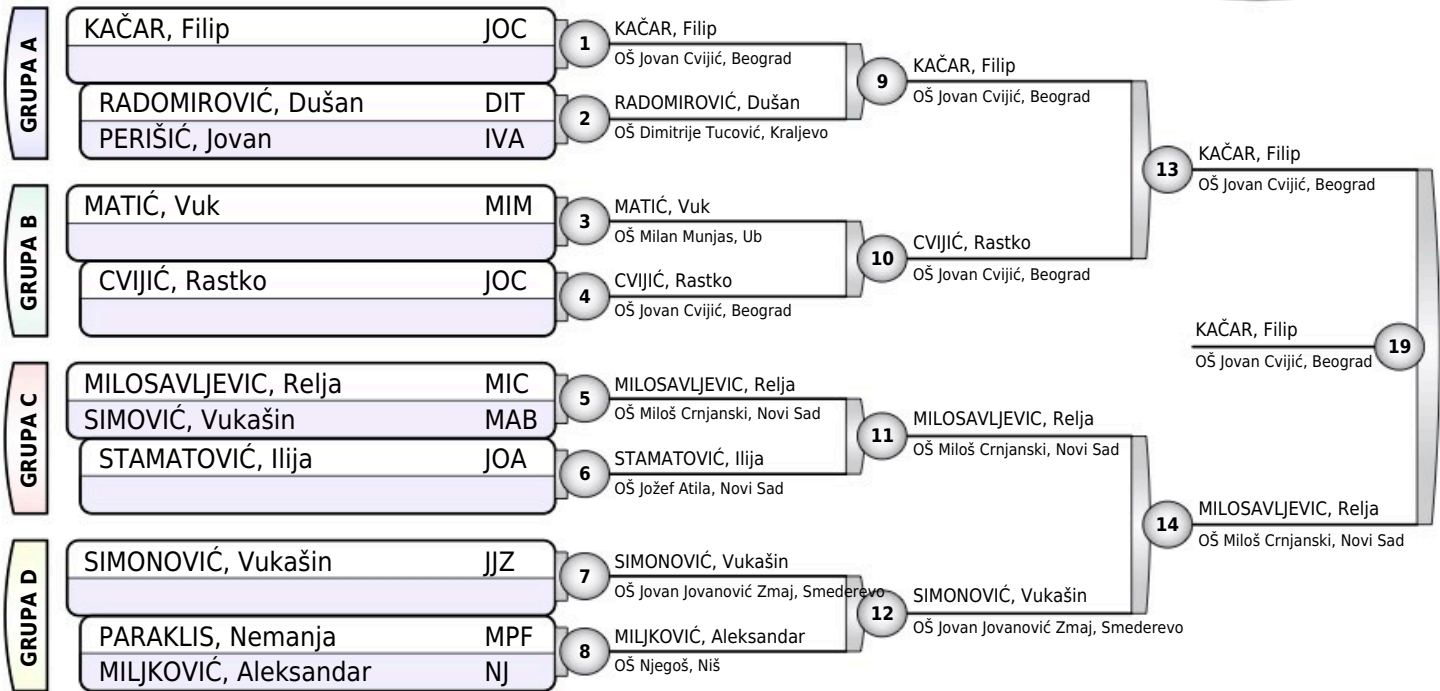 GRUPA A
KAČAR, Filip JOC
RADOMIROVIĆ, Dušan DIT
PERIŠIĆ, Jovan IVA
GRUPA B
MATIĆ, Vuk MIM
CVIJIĆ, Rastko JOC
GRUPA C
MILOSAVLJEVIC, Relja MIC
SIMOVIĆ, Vukašin MAB
STAMATOVIĆ, Ilija JOA
GRUPA D
SIMONOVIĆ, Vukašin JJZ
PARAKLIS, Nemanja MPF
MILJKOVIĆ, Aleksandar NJ
1
KAČAR, Filip
OŠ Jovan Cvijić, Beograd
2
RADOMIROVIĆ, Dušan
OŠ Dimitrije Tucović, Kraljevo
3
MATIĆ, Vuk
OŠ Milan Munjas, Ub
4
CVIJIĆ, Rastko
OŠ Jovan Cvijić, Beograd
5
MILOSAVLJEVIC, Relja
OŠ Miloš Crnjanski, Novi Sad
6
STAMATOVIĆ, Ilija
OŠ Jožef Atila, Novi Sad
7
SIMONOVIĆ, Vukašin
OŠ Jovan Jovanović Zmaj, Smederevo
8
MILJKOVIĆ, Aleksandar
OŠ Njegoš, Niš
9
KAČAR, Filip
OŠ Jovan Cvijić, Beograd
10
CVIJIĆ, Rastko
OŠ Jovan Cvijić, Beograd
11
MILOSAVLJEVIC, Relja
OŠ Miloš Crnjanski, Novi Sad
12
SIMONOVIĆ, Vukašin
OŠ Jovan Jovanović Zmaj, Smederevo
13
KAČAR, Filip
OŠ Jovan Cvijić, Beograd
14
MILOSAVLJEVIC, Relja
OŠ Miloš Crnjanski, Novi Sad
KAČAR, Filip
OŠ Jovan Cvijić, Beograd
19